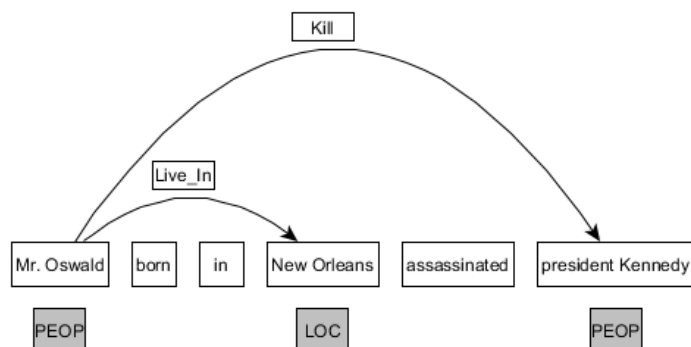 Kill
Live_In
Mr. Oswald born in New Orleans assassinated president Kennedy
PEOP LOC PEOP